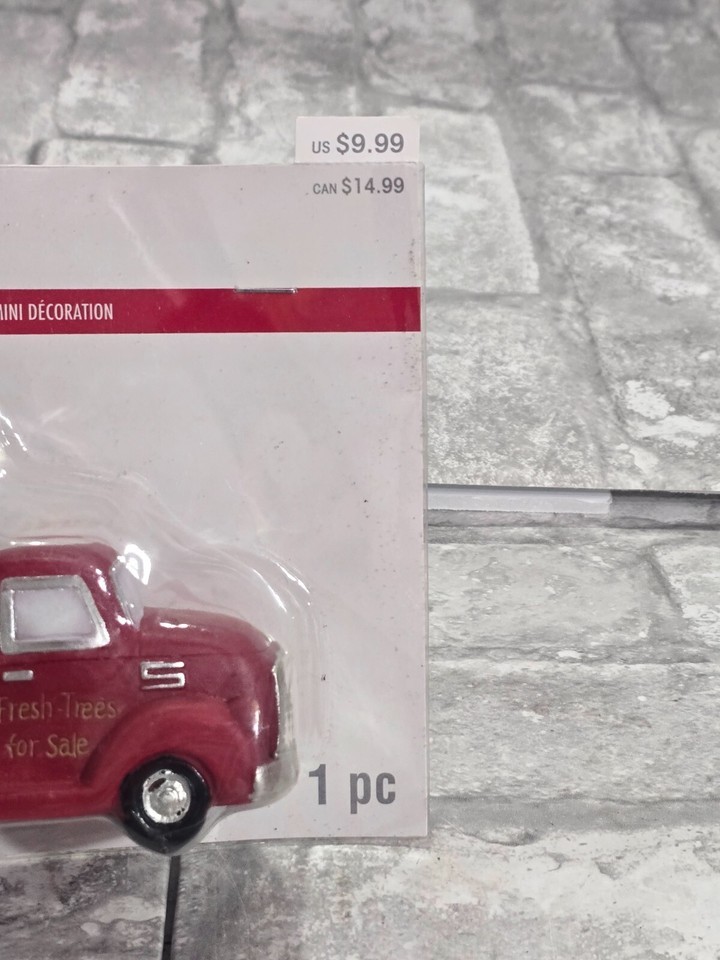 US $9.99
CAN $14.99
MINI DÉCORATION
Fresh Trees
for Sale
1 pc